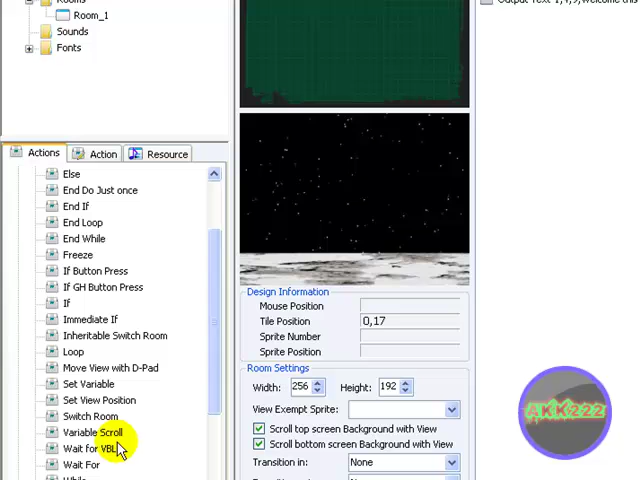 Rooms
Room_1
Sounds
Fonts
Output Text 1,4,9,Welcome this
Actions Action Resource
Else
End Do Just once
End If
End Loop
End While
Freeze
If Button Press
If GH Button Press
If
Immediate If
Inheritable Switch Room
Loop
Move View with D-Pad
Set Variable
Set View Position
Switch Room
Variable Scroll
Wait for VBL
Wait For
While
Design Information
Mouse Position
Tile Position 0,17
Sprite Number
Sprite Position
Room Settings
Width: 256 Height: 192
View Exempt Sprite:
Scroll top screen Background with View
Scroll bottom screen Background with View
Transition in: None
None
AKK222